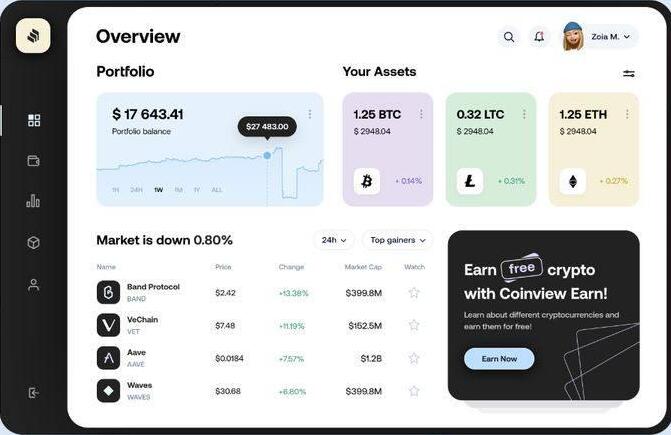 Overview
Zoia M.
Portfolio
Your Assets
$ 17 643.41
Portfolio balance
$27 483.00
1H 24H 1W 1M 1Y ALL
1.25 BTC
$ 2948.04
+ 0.14%
0.32 LTC
$ 2948.04
+ 0.31%
1.25 ETH
$ 2948.04
+ 0.27%
Market is down 0.80%
24h
Top gainers
Name Price Change Market Cap Watch
Band Protocol
BAND
$2.42 +13.38% $399.8M
VeChain
VET
$7.48 +11.19% $152.5M
Aave
AAVE
$0.0184 +7.57% $1.2B
Waves
WAVES
$30.68 +6.80% $399.8M
Earn free crypto
with Coinview Earn!
Learn about different cryptocurrencies and
earn them for free!
Earn Now